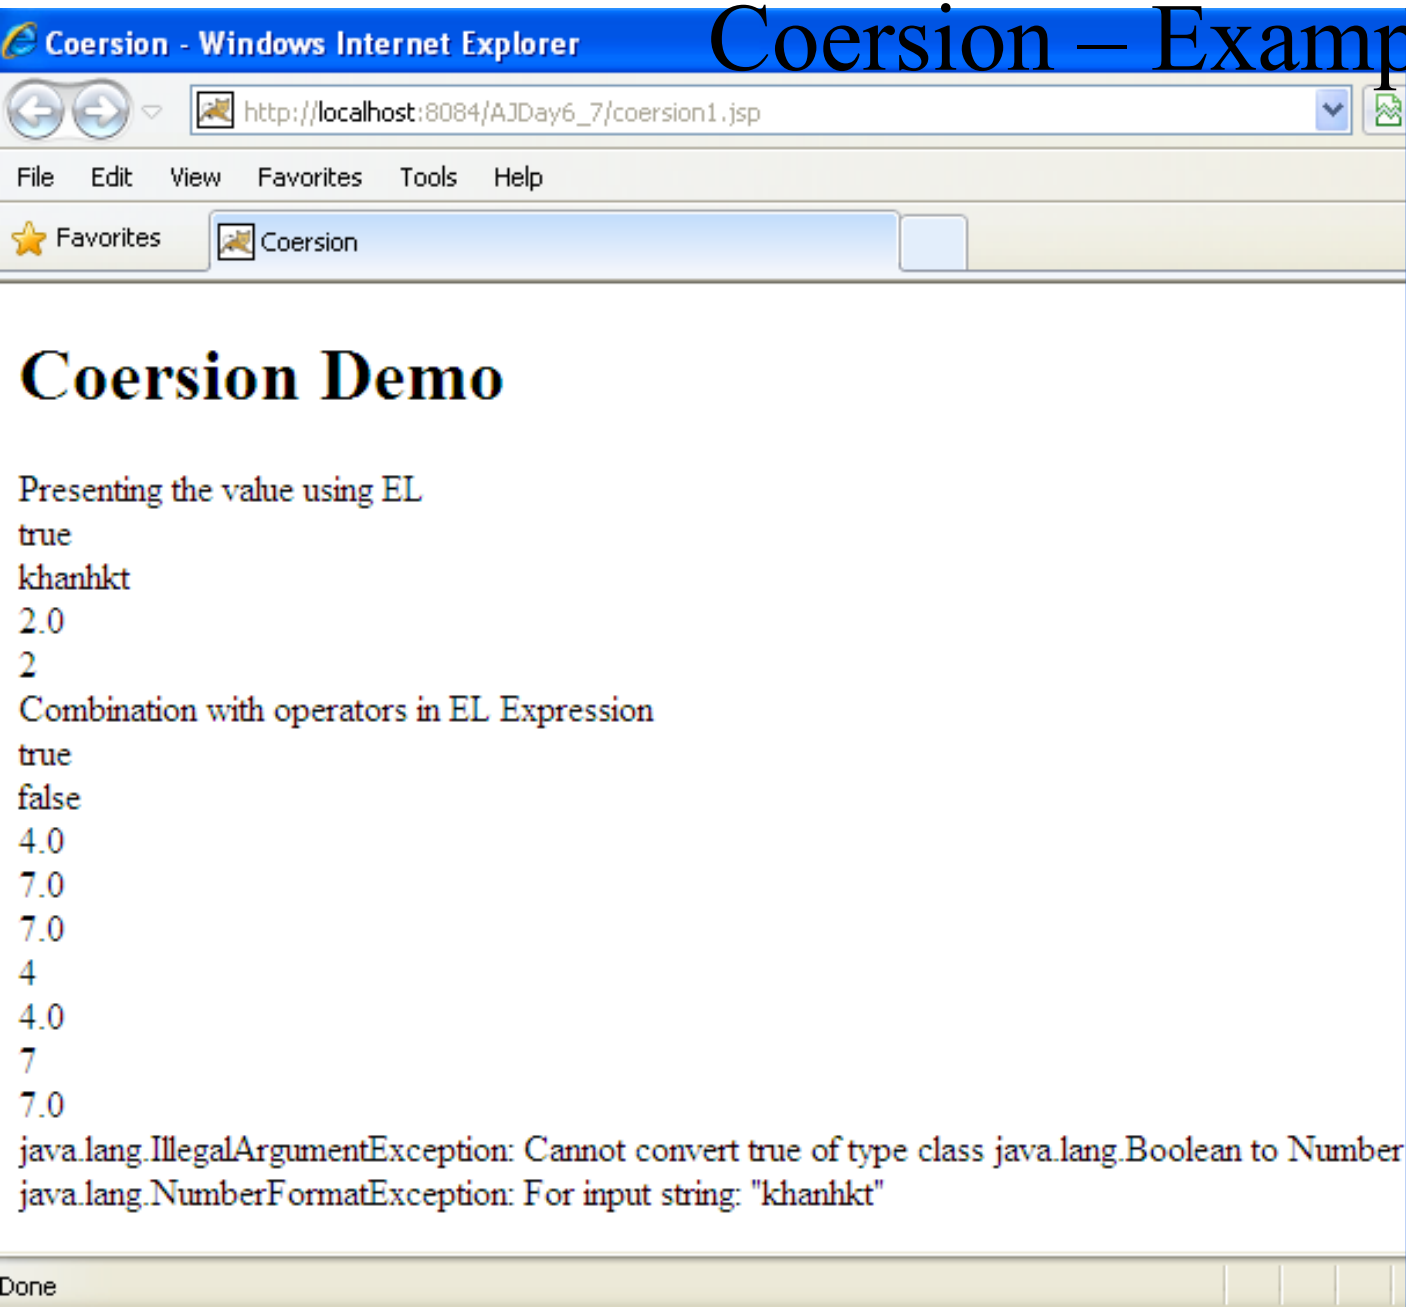 Coersion – Examp
Coersion - Windows Internet Explorer
http://localhost:8084/AJDay6_7/coersion1.jsp
File Edit View Favorites Tools Help
Favorites
Coersion
Coersion Demo
Presenting the value using EL
true
khanhkt
2.0
2
Combination with operators in EL Expression
true
false
4.0
7.0
7.0
4
4.0
7
7.0
java.lang.IllegalArgumentException: Cannot convert true of type class java.lang.Boolean to Number
java.lang.NumberFormatException: For input string: "khanhkt"
Done